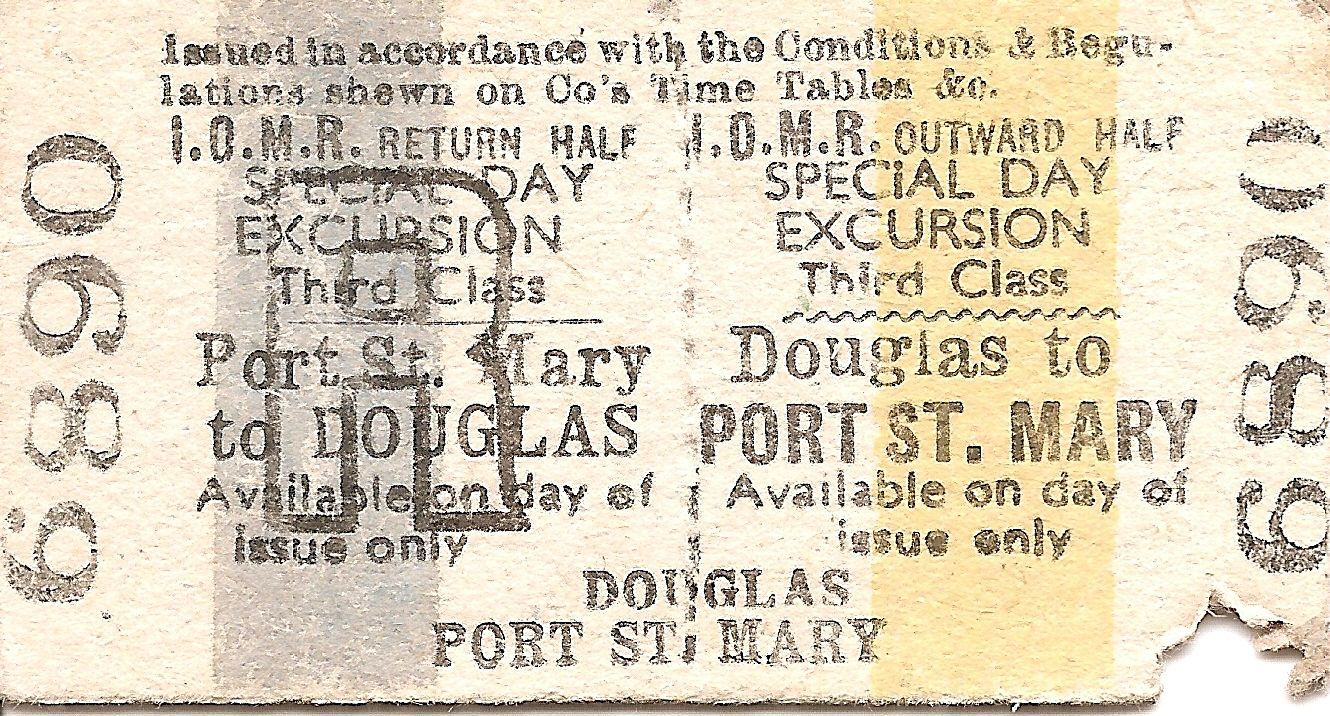 Issued in accordance with the Conditions & Regu-
lations shewn on Co's Time Tables &c.
I.O.M.R. RETURN HALF
SPECIAL DAY
EXCURSION
Third Class
Port St. Mary
to DOUGLAS
Available on day of
issue only
I.O.M.R. OUTWARD HALF
SPECIAL DAY
EXCURSION
Third Class
Douglas to
PORT ST. MARY
Available on day of
issue only
DOUGLAS
PORT ST. MARY
R
6890
6890